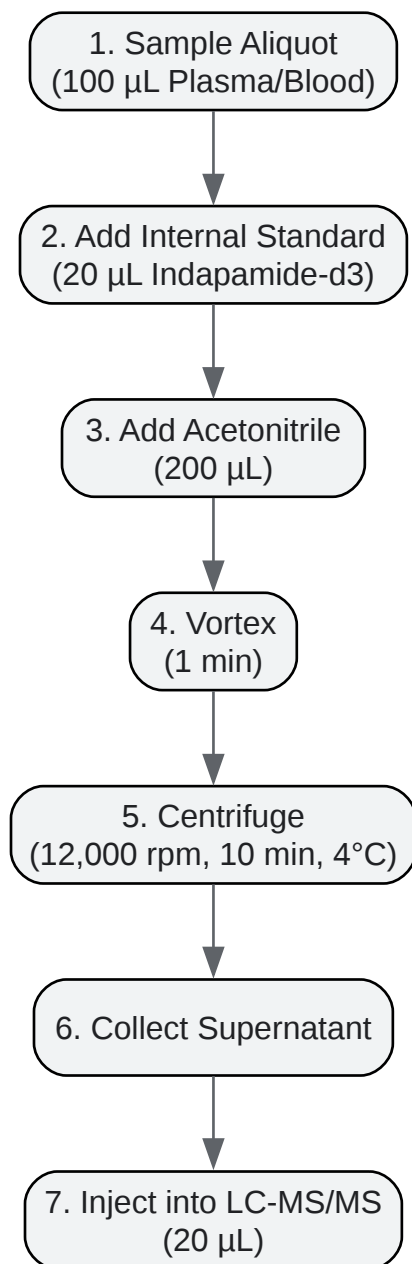 1. Sample Aliquot
(100 µL Plasma/Blood)
2. Add Internal Standard
(20 µL Indapamide-d3)
3. Add Acetonitrile
(200 µL)
4. Vortex
(1 min)
5. Centrifuge
(12,000 rpm, 10 min, 4°C)
6. Collect Supernatant
7. Inject into LC-MS/MS
(20 µL)